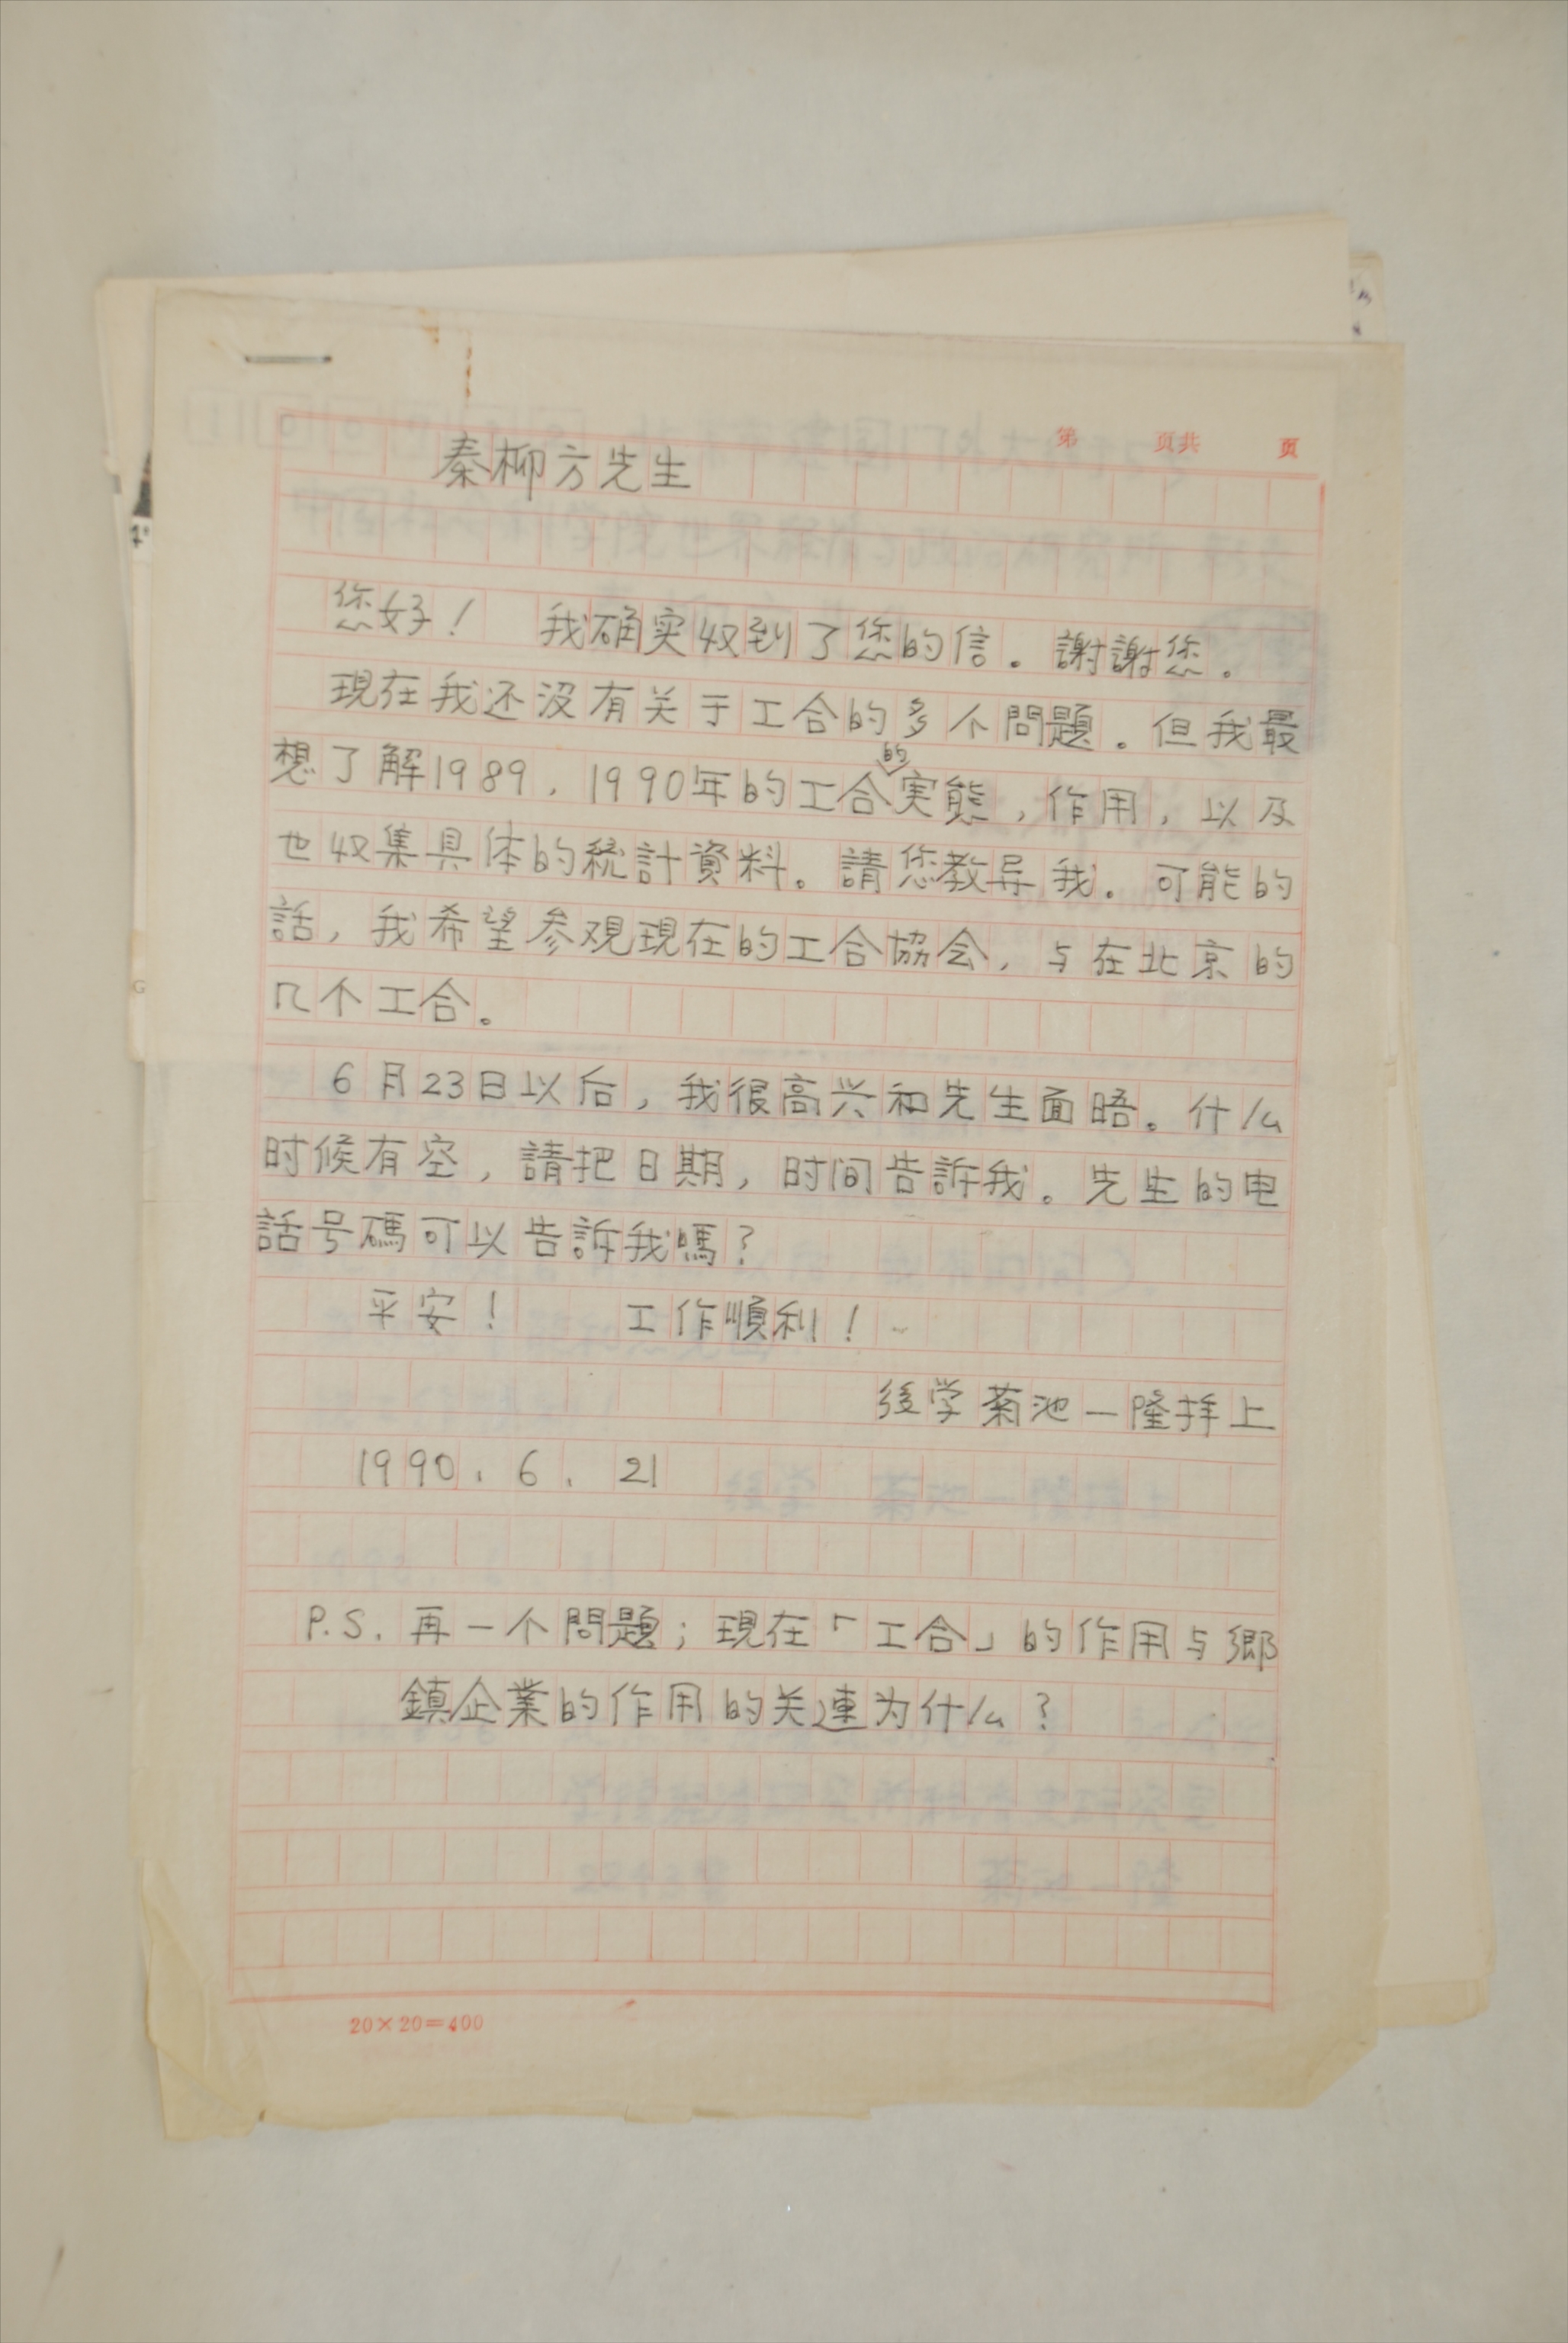 第 页共 页
秦柳方先生
您好！ 我确实収到了您的信。謝謝您。
現在我还没有关于工合的多个問題。但我最
想了解1989，1990年的工合的実態，作用，以及
也収集具体的統計資料。請您教导我。可能的
話，我希望参观現在的工合協会，与在北京的
几个工合。
6月23日以后，我很高兴和先生面晤。什么
时候有空，請把日期，时间告訴我。先生的电
話号碼可以告訴我嗎？
平安！ 工作順利！
後学菊池一隆拝上
1990．6．21
P.S. 再一个問題；現在「工合」的作用与郷
鎮企業的作用的关連为什么？
20×20=400